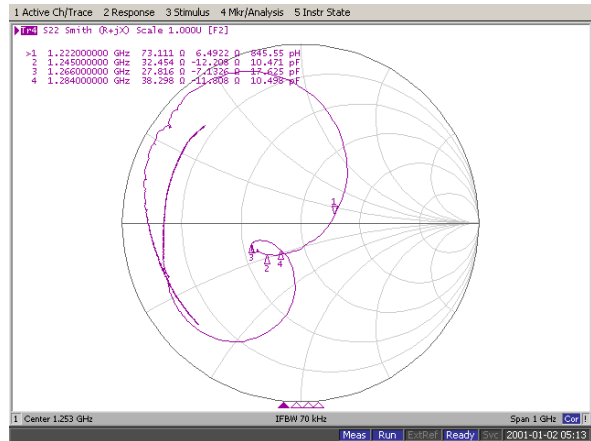 1 Active Ch/Trace 2 Response 3 Stimulus 4 Mkr/Analysis 5 Instr State
Tr4 S22 Smith (R+jX) Scale 1.000U [F2]
>1 1.222000000 GHz 73.111 Ω 6.4922 Ω 845.55 pH
2 1.245000000 GHz 32.454 Ω -12.208 Ω 10.471 pF
3 1.266000000 GHz 27.816 Ω -7.1326 Ω 17.625 pF
4 1.284000000 GHz 38.298 Ω -11.808 Ω 10.498 pF
1
3
2
4
1 Center 1.253 GHz IFBW 70 kHz Span 1 GHz Cor !
Meas Run ExtRef Ready Svc 2001-01-02 05:13